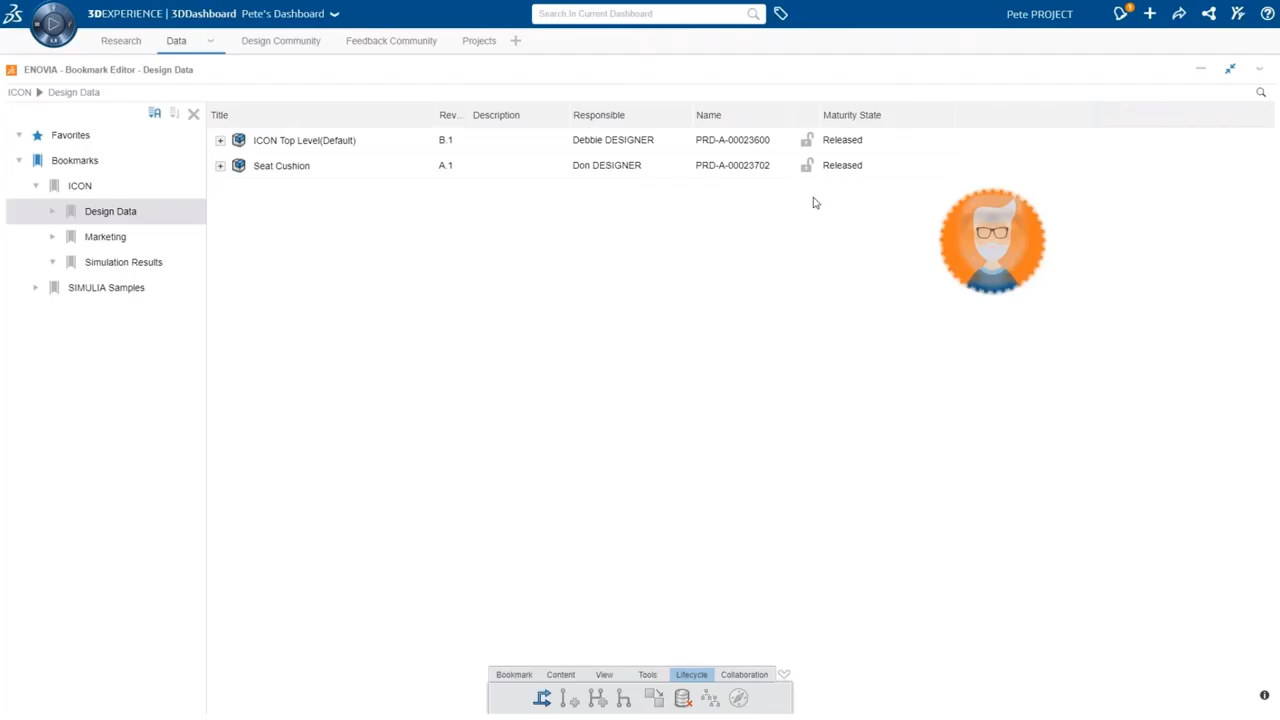 3DEXPERIENCE | 3DDashboard Pete's Dashboard
Search In Current Dashboard
Pete PROJECT
Research Data Design Community Feedback Community Projects
ENOVIA - Bookmark Editor - Design Data
ICON Design Data
Title Rev... Description Responsible Name Maturity State
Favorites
ICON Top Level(Default) B.1 Debbie DESIGNER PRD-A-00023600 Released
Bookmarks
Seat Cushion A.1 Don DESIGNER PRD-A-00023702 Released
ICON
Design Data
Marketing
Simulation Results
SIMULIA Samples
Bookmark Content View Tools Lifecycle Collaboration